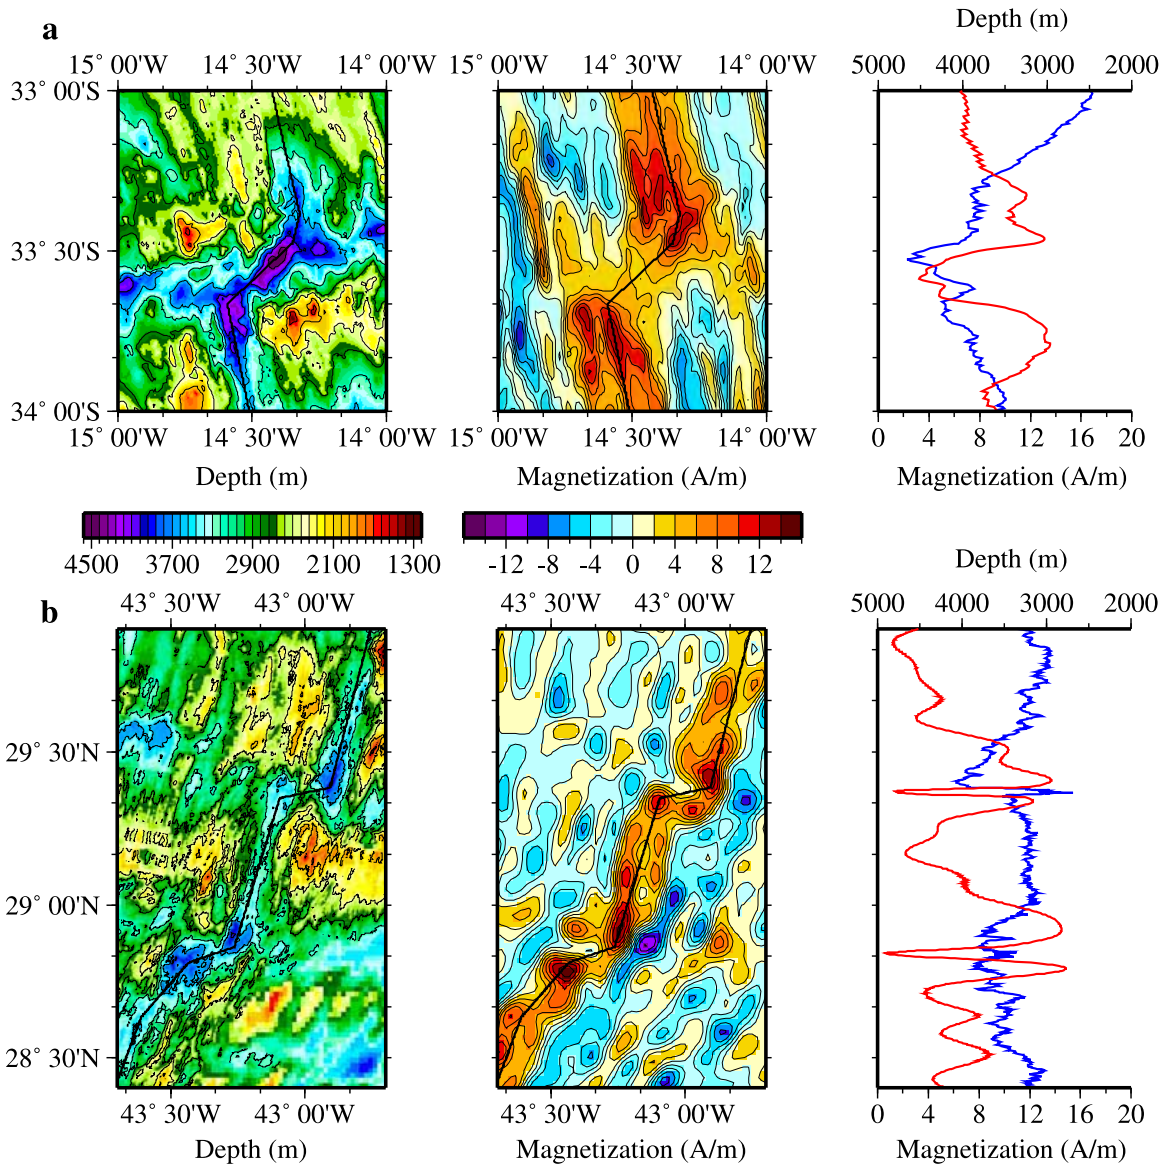 a
Depth (m)
15° 00'W 14° 30'W 14° 00'W 15° 00'W 14° 30'W 14° 00'W 5000 4000 3000 2000
33° 00'S
33° 30'S
34° 00'S
15° 00'W 14° 30'W 14° 00'W 15° 00'W 14° 30'W 14° 00'W 0 4 8 12 16 20
Depth (m) Magnetization (A/m) Magnetization (A/m)
4500 3700 2900 2100 1300 -12 -8 -4 0 4 8 12
Depth (m)
b
43° 30'W 43° 00'W 43° 30'W 43° 00'W 5000 4000 3000 2000
29° 30'N
29° 00'N
28° 30'N
43° 30'W 43° 00'W 43° 30'W 43° 00'W 0 4 8 12 16 20
Depth (m) Magnetization (A/m) Magnetization (A/m)